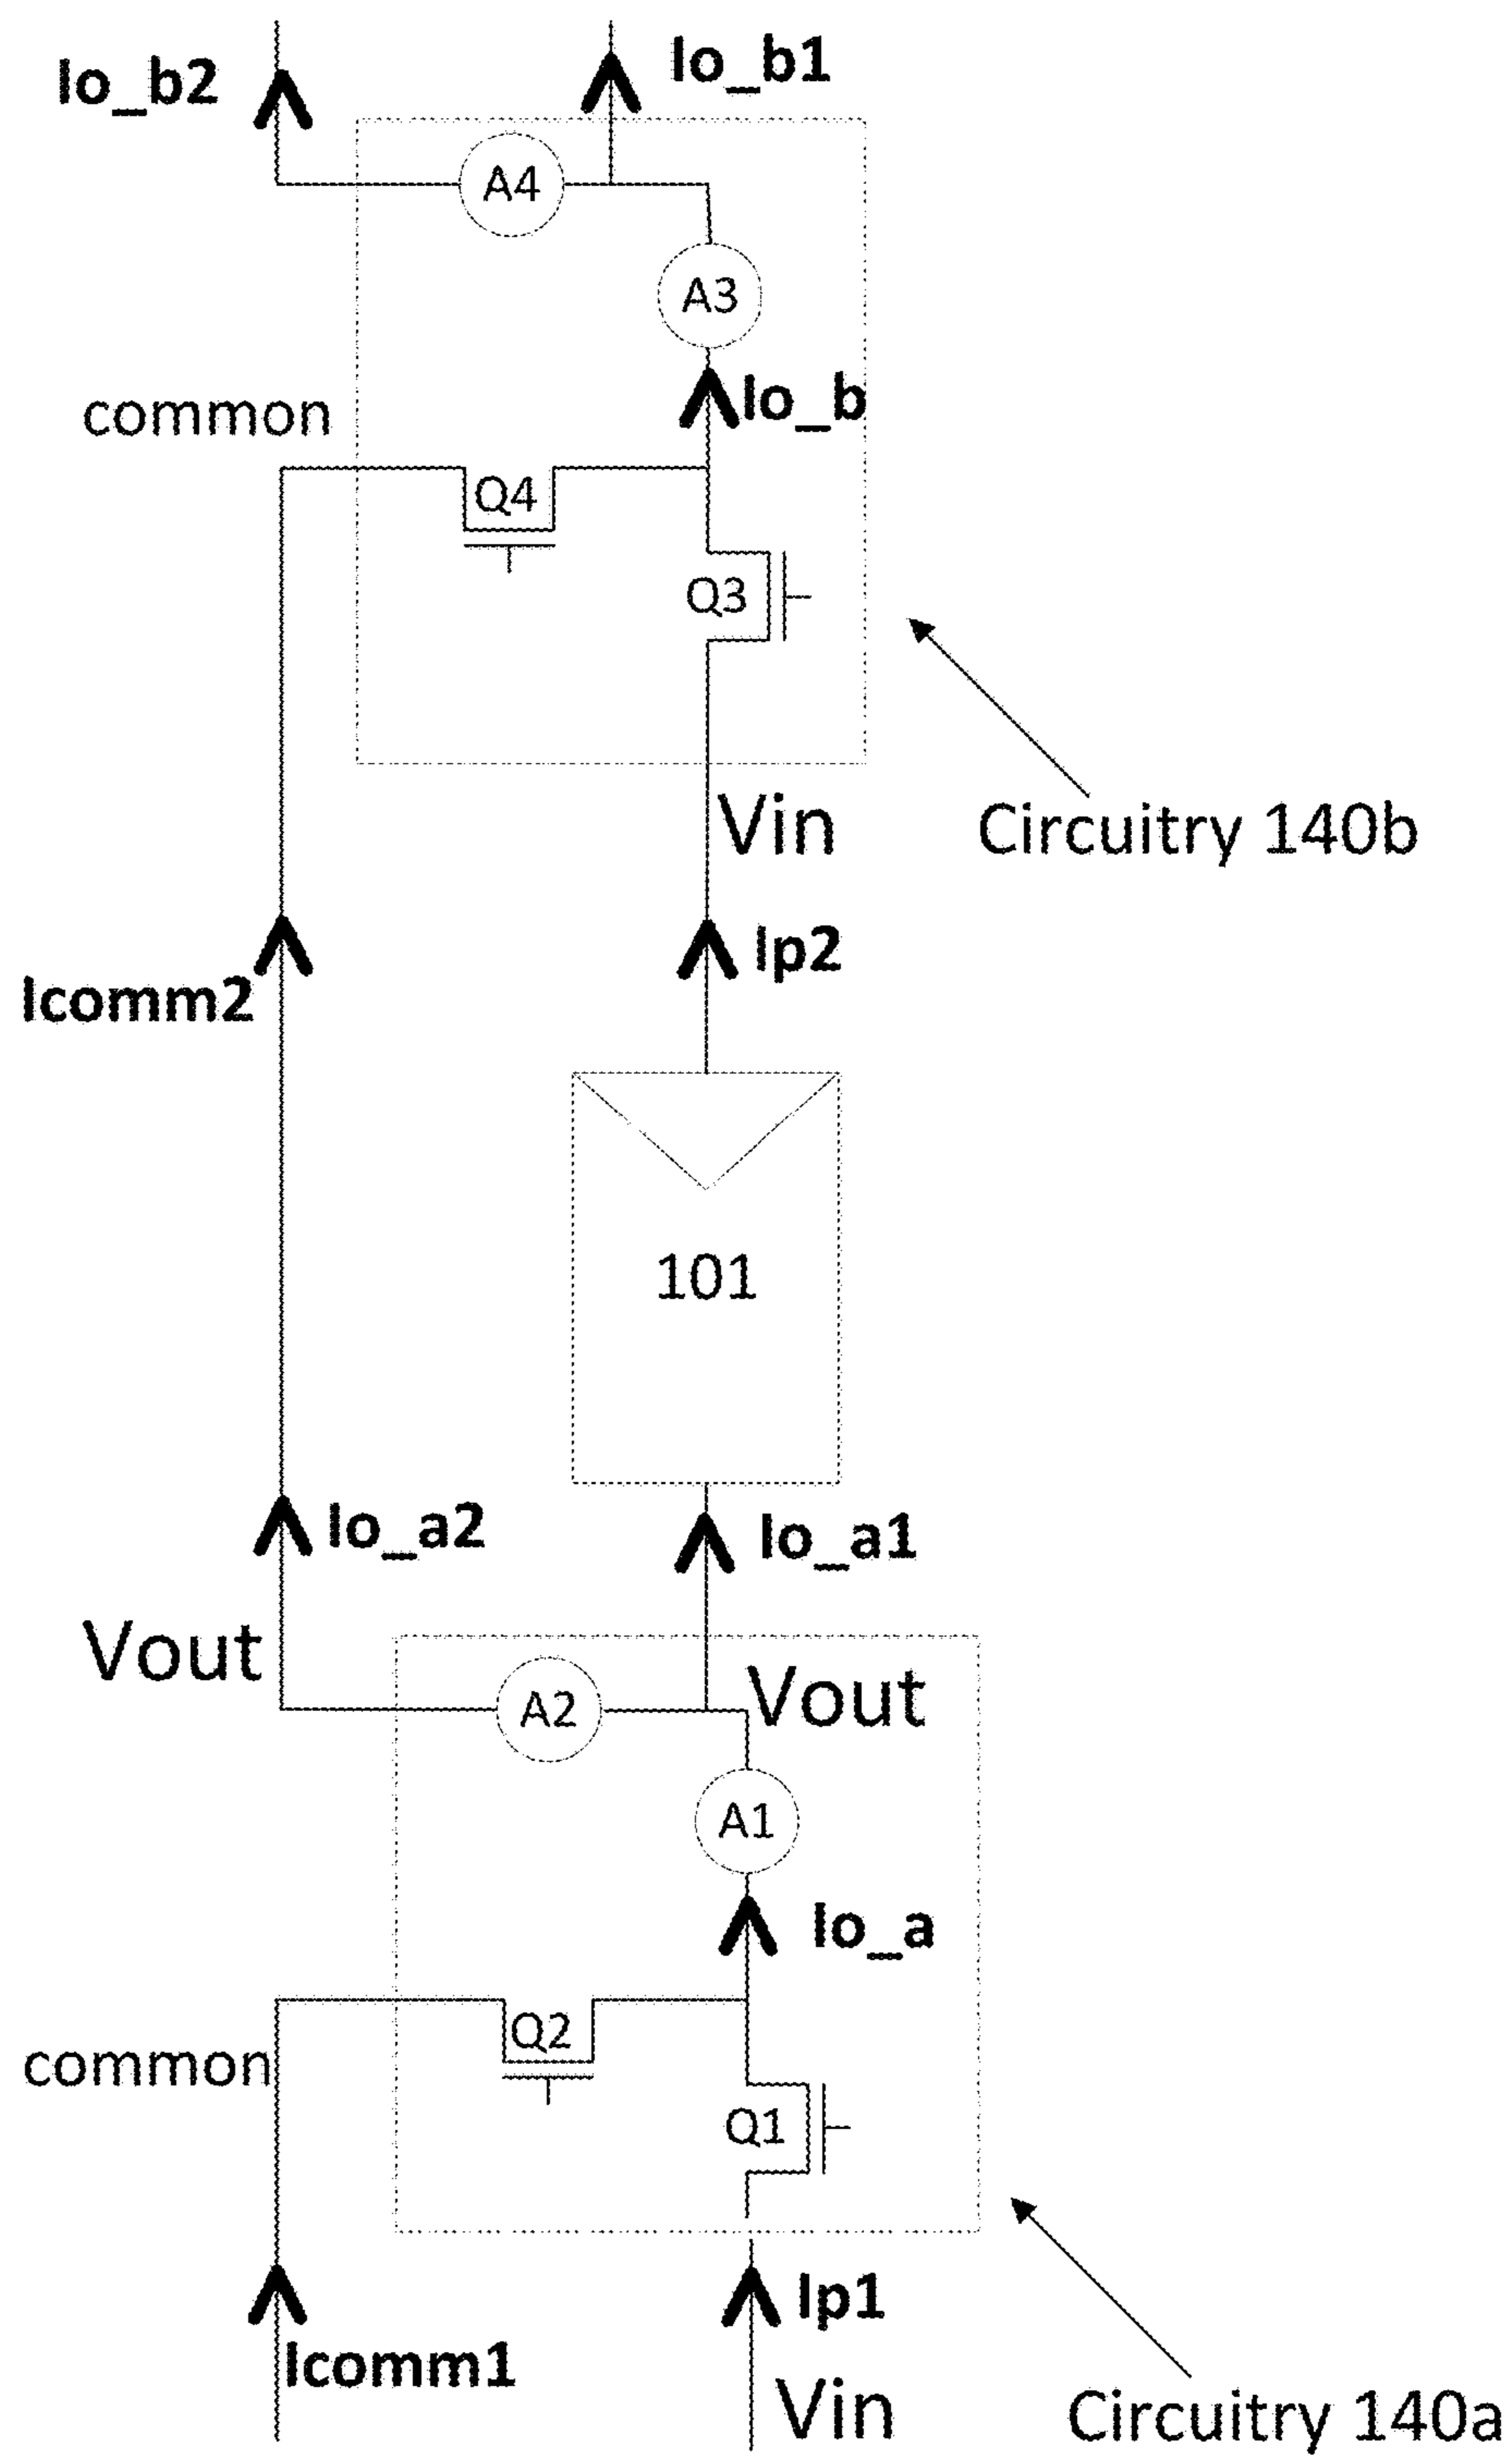 Io_b2
Io_b1
A4
A3
Io_b
common
Q4
Q3
Vin
Circuitry 140b
Ip2
Icomm2
101
Io_a2
Io_a1
Vout
Vout
A2
A1
Io_a
Q2
common
Q1
Ip1
Icomm1
Vin
Circuitry 140a